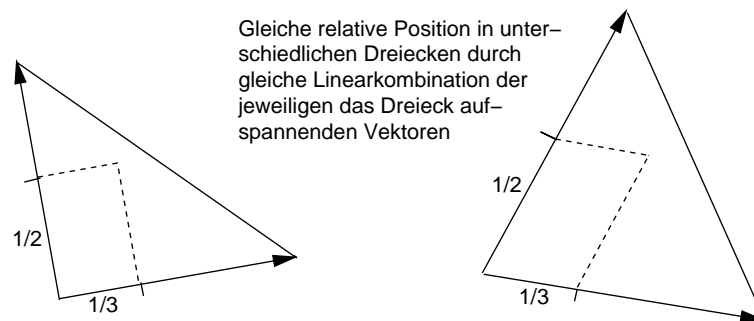 Gleiche relative Position in unter–
schiedlichen Dreiecken durch
gleiche Linearkombination der
jeweiligen das Dreieck auf–
spannenden Vektoren
1/2
1/3
1/2
1/3